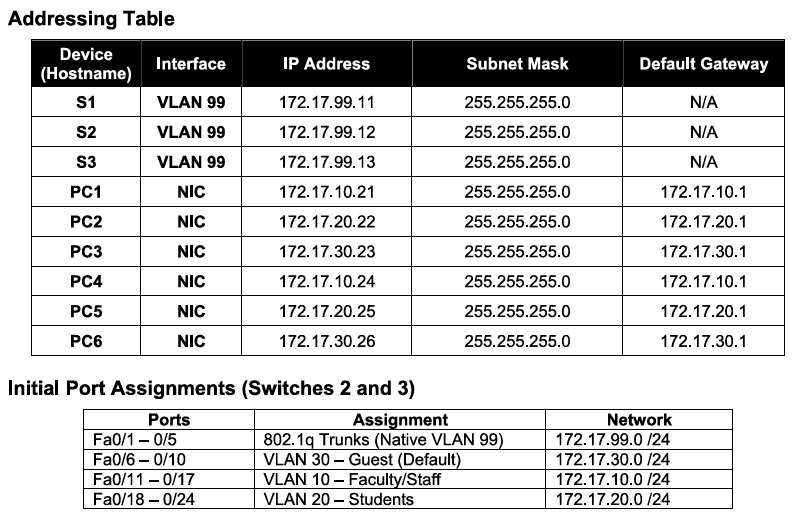 Addressing Table
Device (Hostname) Interface IP Address Subnet Mask Default Gateway
S1 VLAN 99 172.17.99.11 255.255.255.0 N/A
S2 VLAN 99 172.17.99.12 255.255.255.0 N/A
S3 VLAN 99 172.17.99.13 255.255.255.0 N/A
PC1 NIC 172.17.10.21 255.255.255.0 172.17.10.1
PC2 NIC 172.17.20.22 255.255.255.0 172.17.20.1
PC3 NIC 172.17.30.23 255.255.255.0 172.17.30.1
PC4 NIC 172.17.10.24 255.255.255.0 172.17.10.1
PC5 NIC 172.17.20.25 255.255.255.0 172.17.20.1
PC6 NIC 172.17.30.26 255.255.255.0 172.17.30.1
Initial Port Assignments (Switches 2 and 3)
Ports Assignment Network
Fa0/1 – 0/5 802.1q Trunks (Native VLAN 99) 172.17.99.0 /24
Fa0/6 – 0/10 VLAN 30 – Guest (Default) 172.17.30.0 /24
Fa0/11 – 0/17 VLAN 10 – Faculty/Staff 172.17.10.0 /24
Fa0/18 – 0/24 VLAN 20 – Students 172.17.20.0 /24